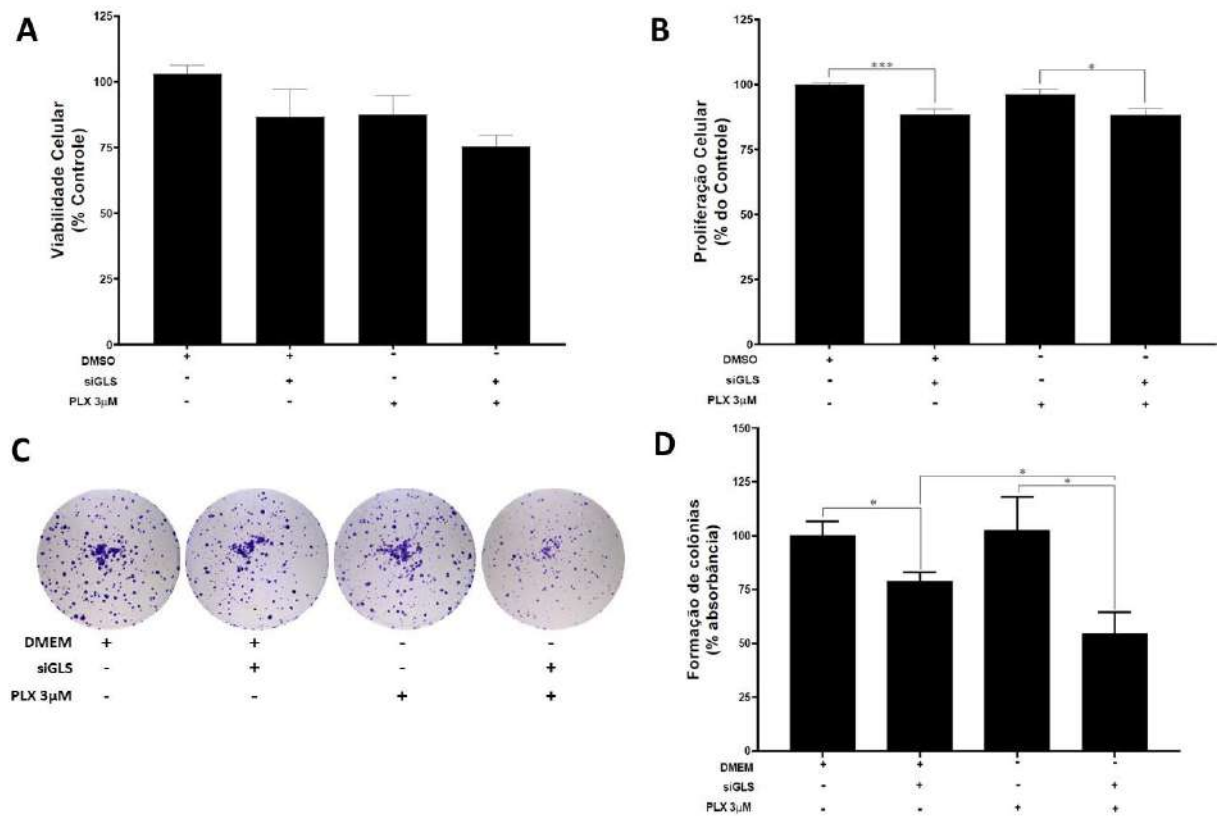 A
Viabilidade Celular
(% Controle)
125
100
75
50
25
0
DMSO + + - -
siGLS - + - +
PLX 3µM - - + +
B
Proliferação Celular
(% do Controle)
125
100
75
50
25
0
*** *
DMSO + + - -
siGLS - + - +
PLX 3µM - - + +
C
DMEM + + - -
siGLS - + - +
PLX 3µM - - + +
D
Formação de colônias
(% absorbância)
150
125
100
75
50
25
0
*
* *
DMEM + + - -
siGLS - + - +
PLX 3µM - - + +